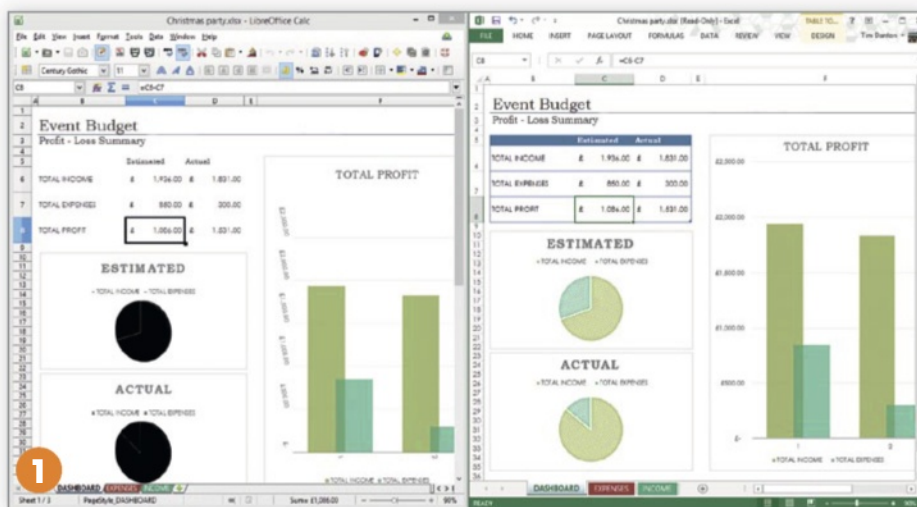 Christmas party.xlsx - LibreOffice Calc
File Edit View Insert Format Tools Data Window Help
Century Gothic 11
C8 =C6-C7
A B C D E F
Event Budget
Profit - Loss Summary
Estimated Actual
TOTAL INCOME £ 1,936.00 £ 1,831.00
TOTAL EXPENSES £ 850.00 £ 300.00
TOTAL PROFIT £ 1,086.00 £ 1,531.00
ESTIMATED
TOTAL INCOME TOTAL EXPENSES
ACTUAL
TOTAL INCOME TOTAL EXPENSES
TOTAL PROFIT
TOTAL INCOME TOTAL EXPENSES
1
DASHBOARD EXPENSES INCOME
Sheet 1 / 3 PageStyle_DASHBOARD Sum= £1,086.00 90%
Christmas party.xlsx [Read-Only] - Excel
TABLE TO...
FILE HOME INSERT PAGE LAYOUT FORMULAS DATA REVIEW VIEW DESIGN
C8 =C6-C7
Event Budget
Profit - Loss Summary
Estimated Actual
TOTAL INCOME £ 1,936.00 £ 1,831.00
TOTAL EXPENSES £ 850.00 £ 300.00
TOTAL PROFIT £ 1,086.00 £ 1,531.00
ESTIMATED
TOTAL INCOME TOTAL EXPENSES
ACTUAL
TOTAL INCOME TOTAL EXPENSES
TOTAL PROFIT
£2,500.00
£2,000.00
£1,500.00
£1,000.00
£500.00
£-
1 2
TOTAL INCOME TOTAL EXPENSES
DASHBOARD EXPENSES INCOME
READY 90%